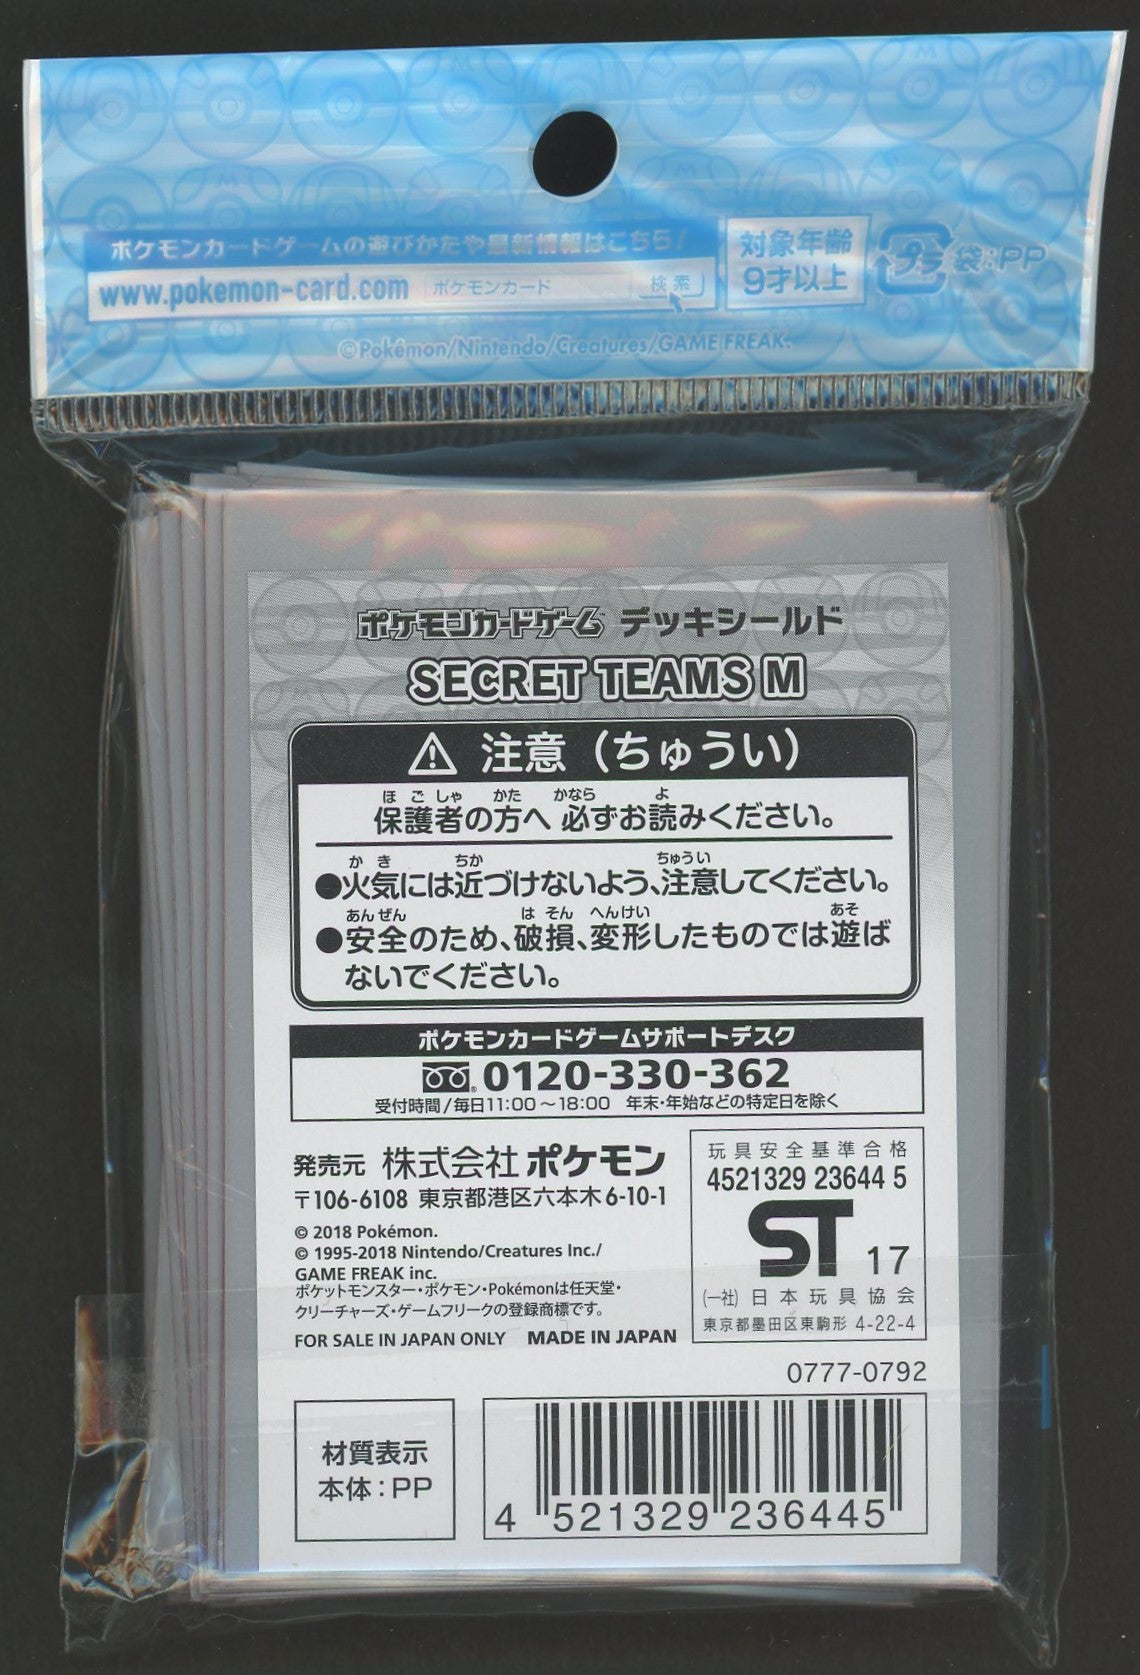 ポケモンカードゲームの遊びかたや最新情報はこちら!
www.pokemon-card.com ポケモンカード 検索
対象年齢
9才以上
プラ 袋:PP
©Pokémon/Nintendo/Creatures/GAME FREAK.
ポケモンカードゲーム デッキシールド
SECRET TEAMS M
⚠ 注意(ちゅうい)
ほごしゃ かた かなら よ
保護者の方へ 必ずお読みください。
かき ちか ちゅうい
●火気には近づけないよう、注意してください。
あんぜん はそん へんけい あそ
●安全のため、破損、変形したものでは遊ば
ないでください。
ポケモンカードゲームサポートデスク
0120-330-362
受付時間/毎日11:00~18:00 年末・年始などの特定日を除く
発売元 株式会社 ポケモン
〒106-6108 東京都港区六本木6-10-1
© 2018 Pokémon.
© 1995-2018 Nintendo/Creatures Inc./
GAME FREAK inc.
ポケットモンスター・ポケモン・Pokémonは任天堂・
クリーチャーズ・ゲームフリークの登録商標です。
FOR SALE IN JAPAN ONLY MADE IN JAPAN
玩具安全基準合格
4521329 23644 5
ST 17
(一社) 日本玩具協会
東京都墨田区東駒形 4-22-4
0777-0792
材質表示
本体:PP
4 521329 236445